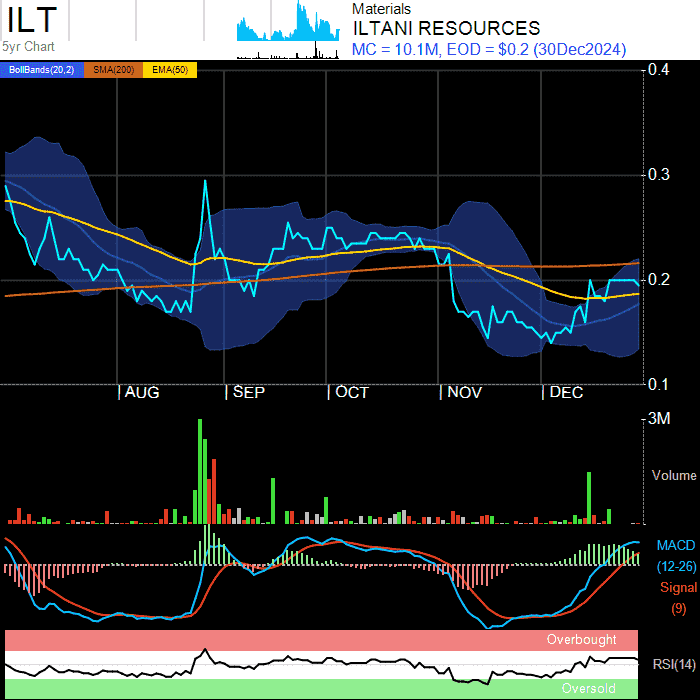 ILT
5yr Chart
Materials
ILTANI RESOURCES
MC = 10.1M, EOD = $0.2 (30Dec2024)
BollBands(20,2) SMA(200) EMA(50)
0.4
0.3
0.2
0.1
AUG SEP OCT NOV DEC
3M
Volume
MACD
(12-26)
Signal
(9)
Overbought
RSI(14)
Oversold